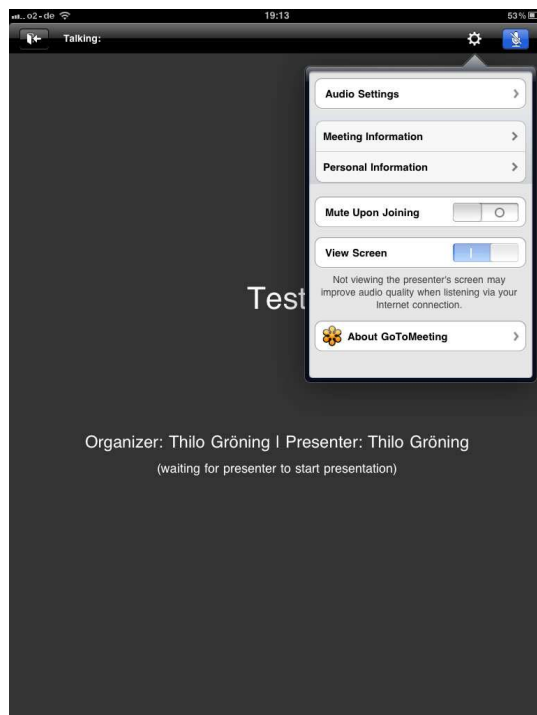 o2-de 19:13 53%
Talking:
Audio Settings
Meeting Information
Personal Information
Mute Upon Joining
View Screen
Not viewing the presenter's screen may
improve audio quality when listening via your
Internet connection.
Test
About GoToMeeting
Organizer: Thilo Gröning | Presenter: Thilo Gröning
(waiting for presenter to start presentation)